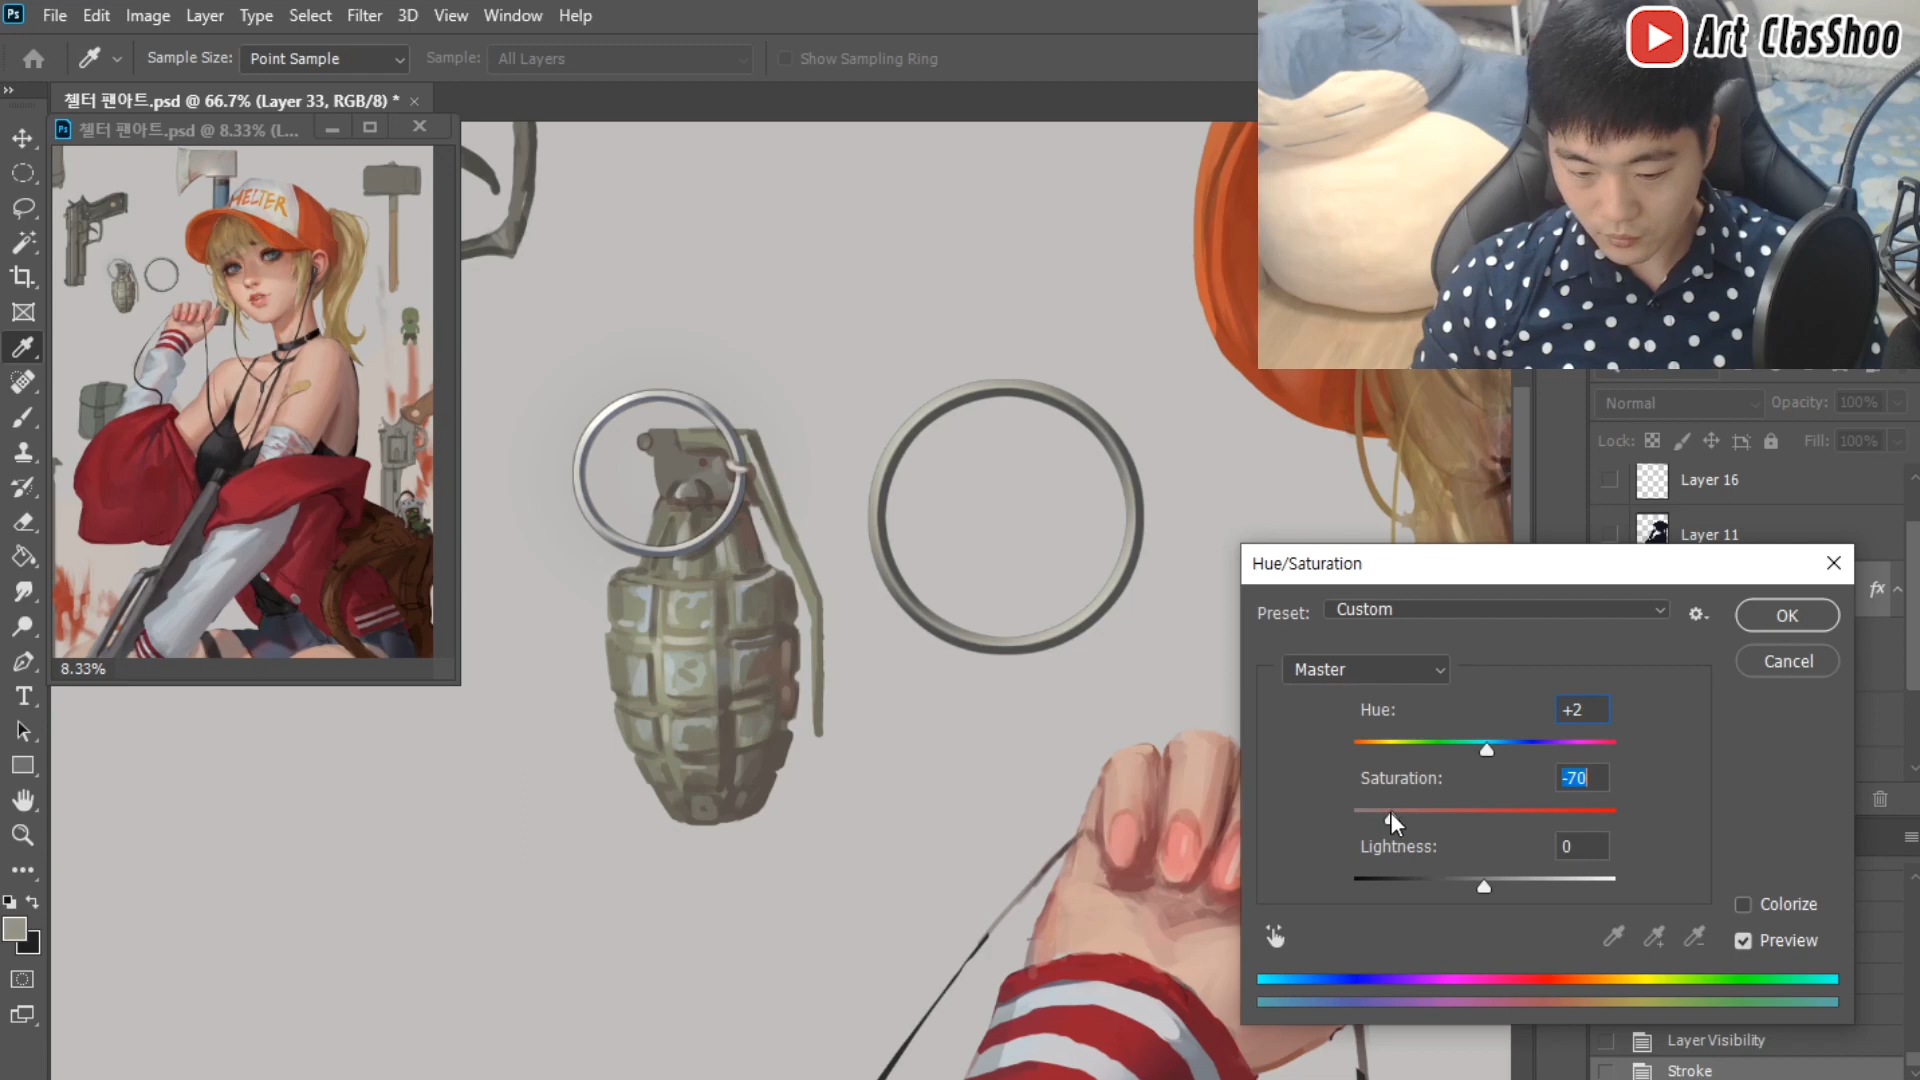 File Edit Image Layer Type Select Filter 3D View Window Help
Sample Size: Point Sample Sample: All Layers Show Sampling Ring
Art ClasShoo
첼터 팬아트.psd @ 66.7% (Layer 33, RGB/8) *
첼터 팬아트.psd @ 8.33% (L...
HELTER
8.33%
Normal Opacity: 100%
Lock: Fill: 100%
Layer 16
Layer 11
fx
Hue/Saturation
Preset: Custom
OK
Cancel
Master
Hue: +2
Saturation: -70
Lightness: 0
Colorize
Preview
Layer Visibility
Stroke